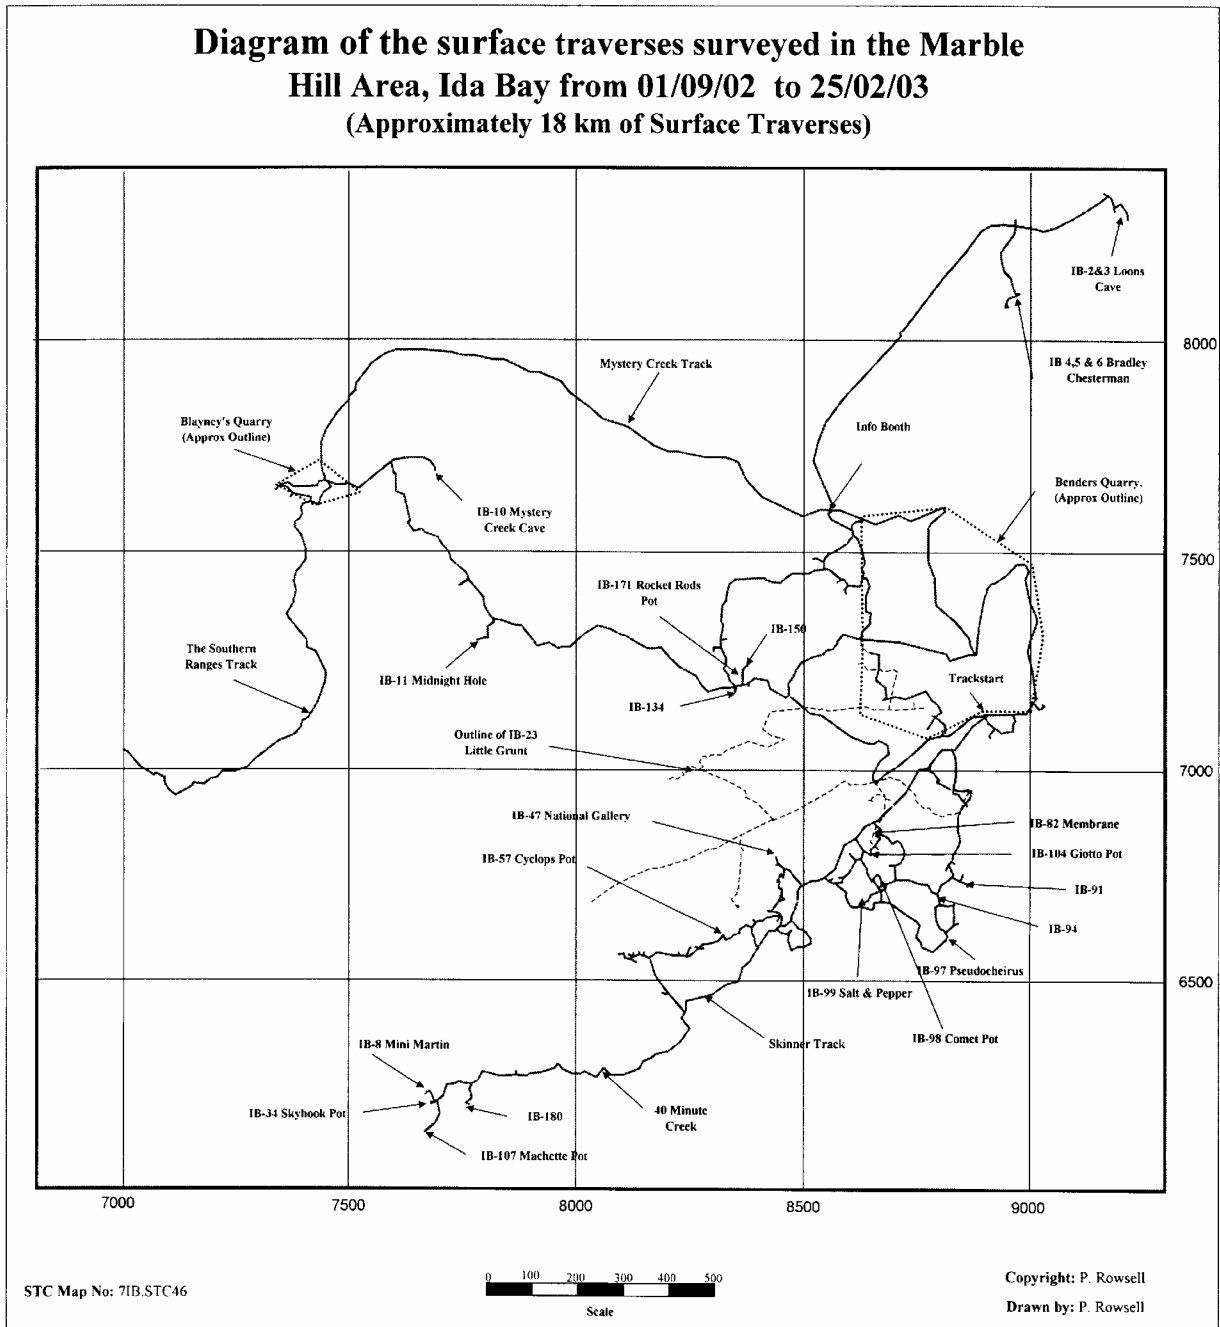 Diagram of the surface traverses surveyed in the Marble
Hill Area, Ida Bay from 01/09/02 to 25/02/03
(Approximately 18 km of Surface Traverses)
IB-2&3 Loons
Cave
8000
IB 4,5 & 6 Bradley
Chesterman
Mystery Creek Track
Blayney's Quarry
(Approx Outline)
Info Booth
Benders Quarry.
(Approx Outline)
IB-10 Mystery
Creek Cave
7500
IB-171 Rocket Rods
Pot
IB-150
The Southern
Ranges Track
IB-11 Midnight Hole
Trackstart
IB-134
Outline of IB-23
Little Grunt
7000
IB-47 National Gallery
IB-82 Membrane
IB-57 Cyclops Pot
IB-104 Giotto Pot
IB-91
IB-94
IB-97 Pseudocheirus
6500
IB-99 Salt & Pepper
IB-98 Comet Pot
Skinner Track
IB-8 Mini Martin
IB-34 Skyhook Pot
IB-180
40 Minute
Creek
IB-107 Machette Pot
7000 7500 8000 8500 9000
0 100 200 300 400 500
Scale
STC Map No: 7IB.STC46
Copyright: P. Rowsell
Drawn by: P. Rowsell